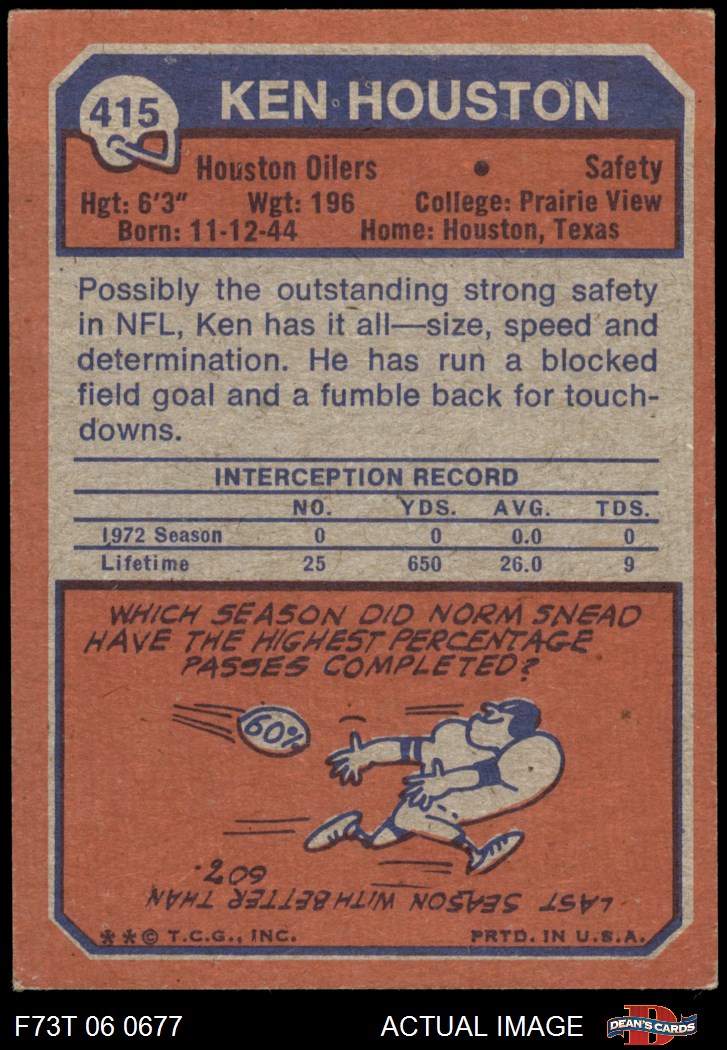 415
KEN HOUSTON
Houston Oilers • Safety
Hgt: 6'3" Wgt: 196 College: Prairie View
Born: 11-12-44 Home: Houston, Texas
Possibly the outstanding strong safety
in NFL, Ken has it all—size, speed and
determination. He has run a blocked
field goal and a fumble back for touch-
downs.
INTERCEPTION RECORD
NO. YDS. AVG. TDS.
1972 Season 0 0 0.0 0
Lifetime 25 650 26.0 9
WHICH SEASON DID NORM SNEAD
HAVE THE HIGHEST PERCENTAGE
PASSES COMPLETED?
60%
LAST SEASON WITH BETTER THAN
60%.
**© T.C.G., INC. PRTD. IN U.S.A.
F73T 06 0677 ACTUAL IMAGE
D
DEAN'S CARDS